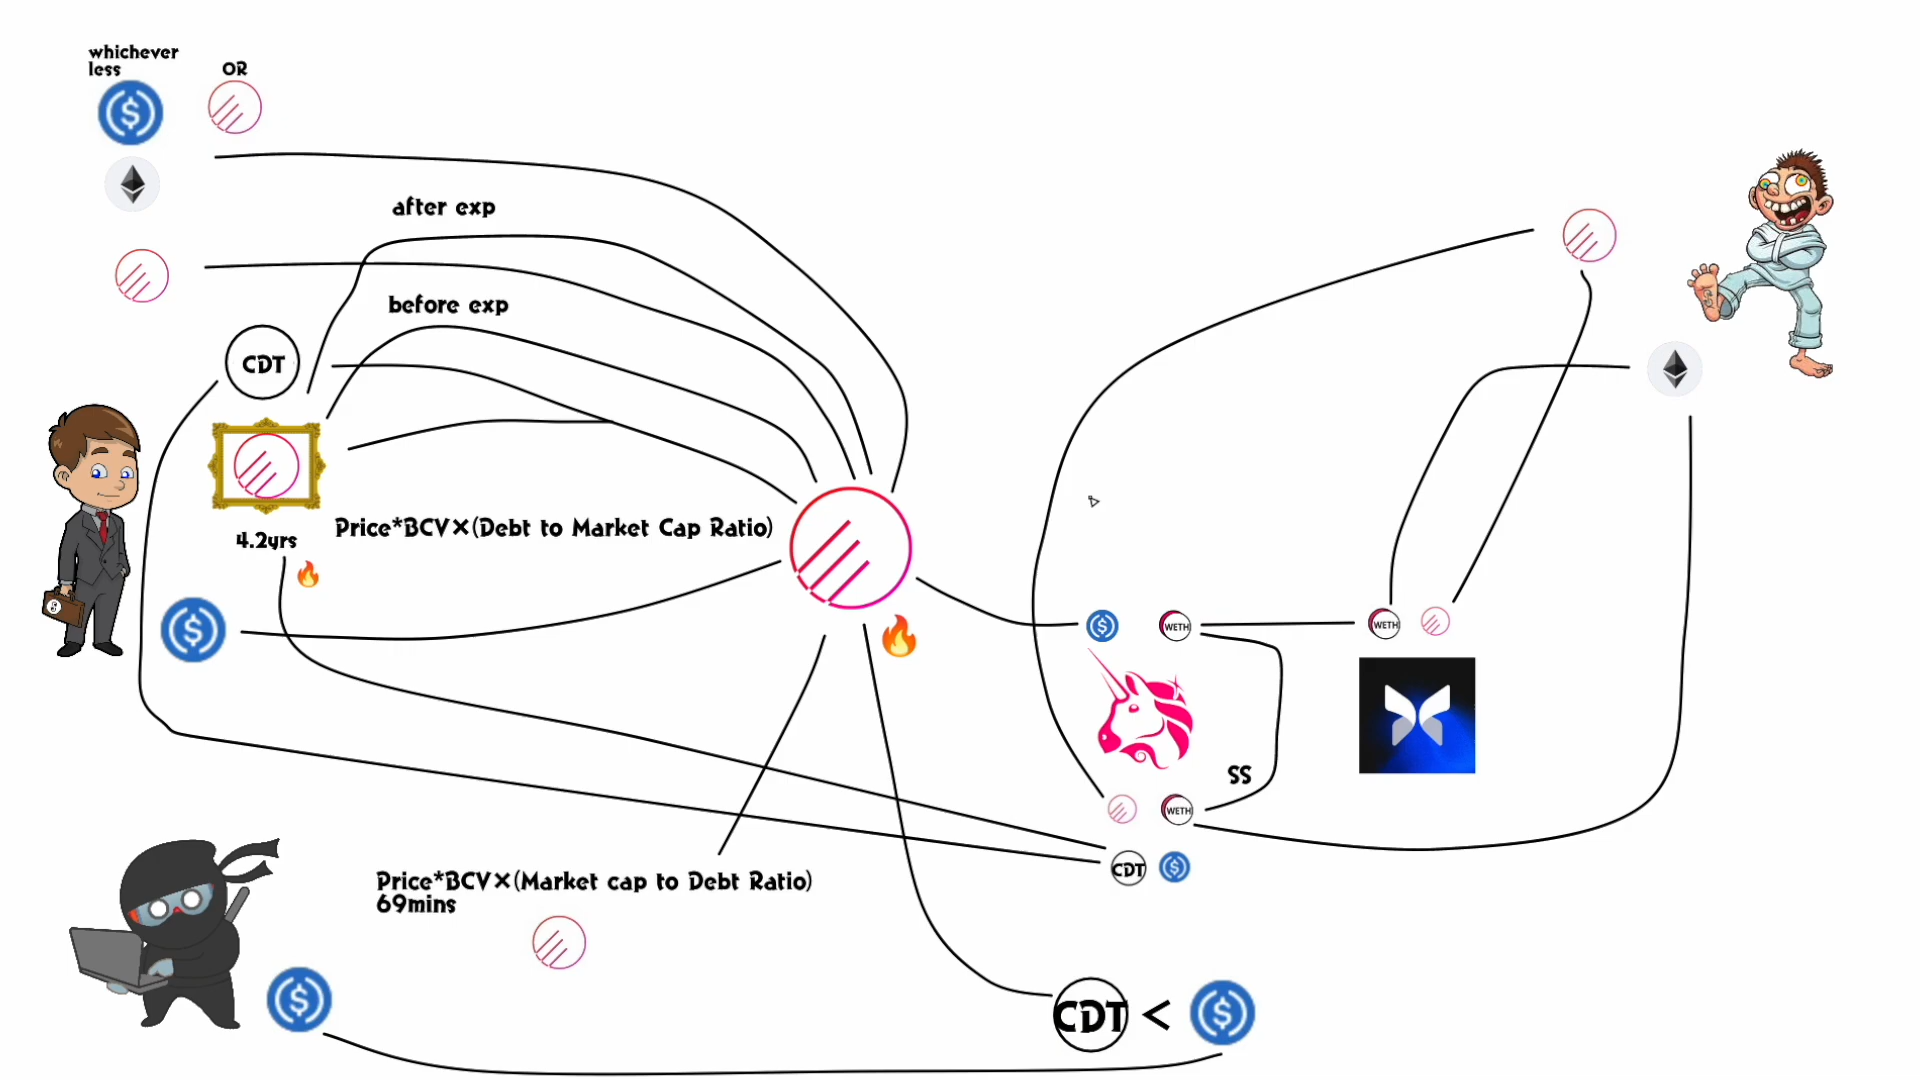 whichever
less
OR
after exp
before exp
CDT
4.2yrs
Price*BCV×(Debt to Market Cap Ratio)
WETH
WETH
SS
WETH
CDT
Price*BCV×(Market cap to Debt Ratio)
69mins
CDT <